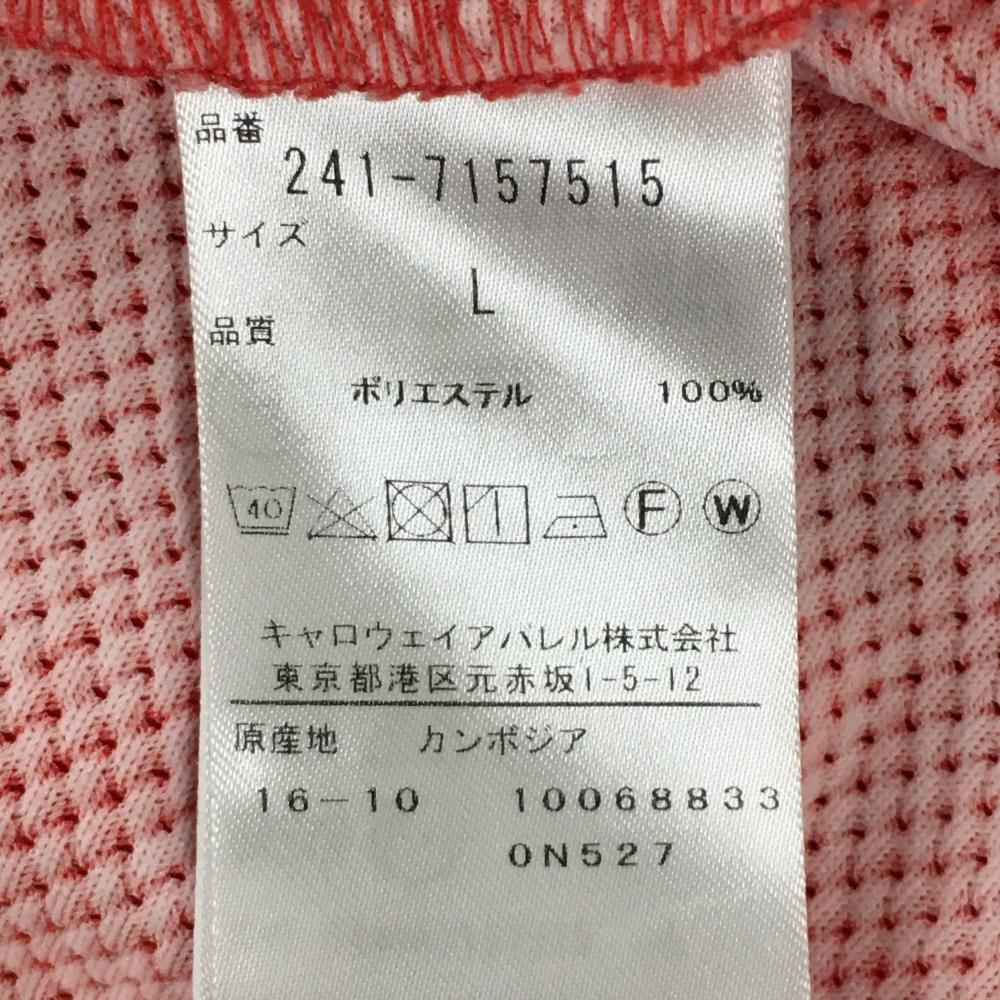 品番
241-7157515
サイズ
L
品質
ポリエステル 100%
40 F W
キャロウェイアパレル株式会社
東京都港区元赤坂1-5-12
原産地 カンボジア
16-10 10068833
0N527